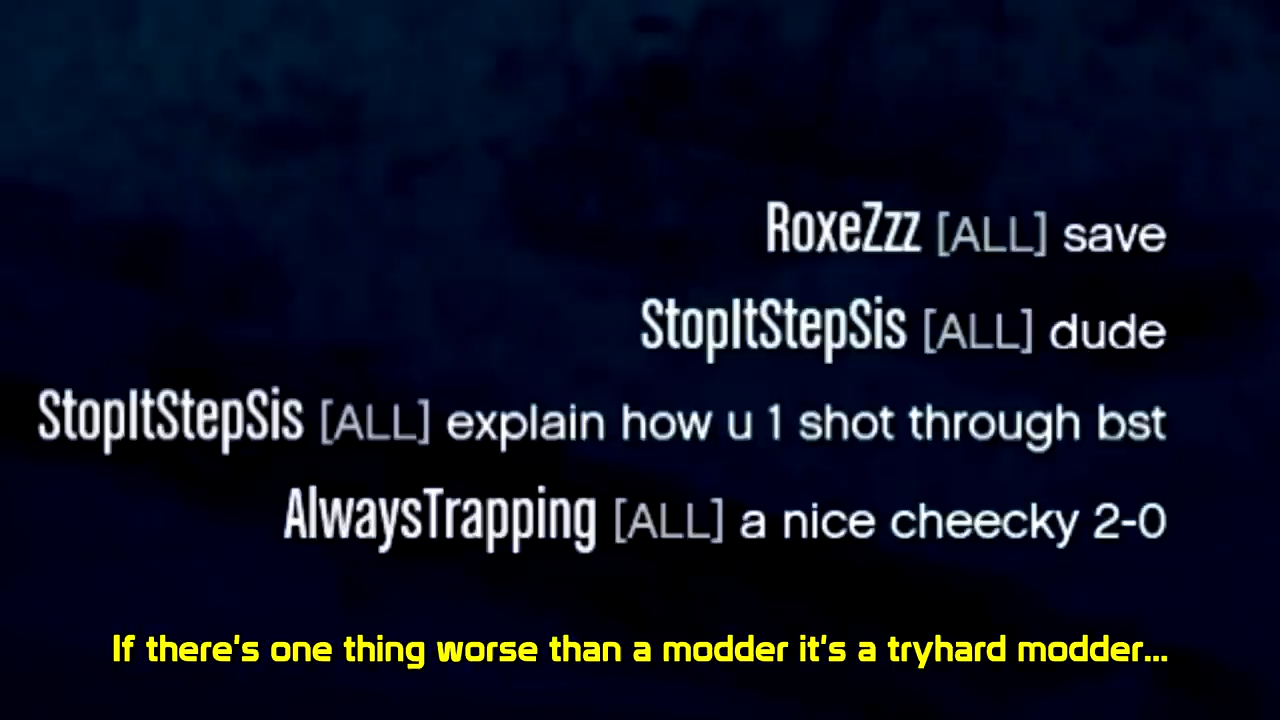 RoxeZzz [ALL] save
StopItStepSis [ALL] dude
StopItStepSis [ALL] explain how u 1 shot through bst
AlwaysTrapping [ALL] a nice cheecky 2-0
If there's one thing worse than a modder it's a tryhard modder...